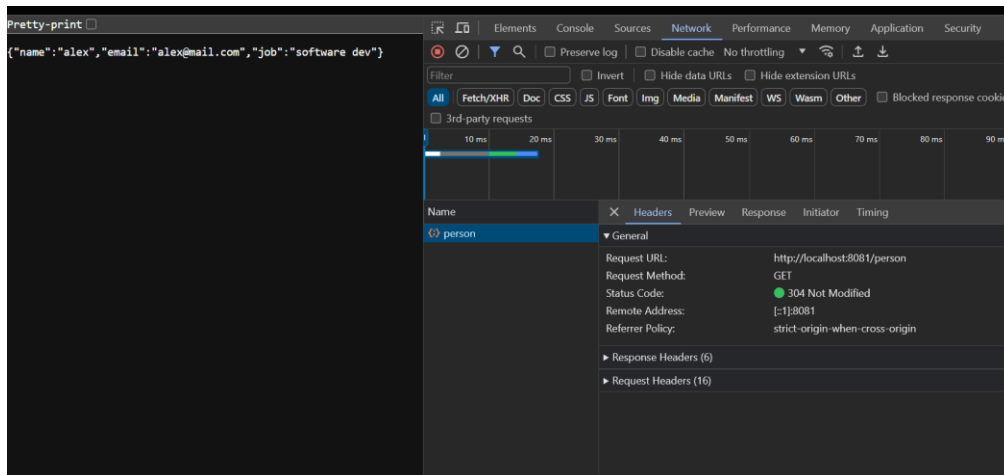 Pretty-print
{"name":"alex","email":"alex@mail.com","job":"software dev"}
Elements Console Sources Network Performance Memory Application Security
Preserve log Disable cache No throttling
Filter Invert Hide data URLs Hide extension URLs
All Fetch/XHR Doc CSS JS Font Img Media Manifest WS Wasm Other Blocked response cooki
3rd-party requests
10 ms 20 ms 30 ms 40 ms 50 ms 60 ms 70 ms 80 ms 90 m
Name Headers Preview Response Initiator Timing
person
General
Request URL: http://localhost:8081/person
Request Method: GET
Status Code: 304 Not Modified
Remote Address: [::1]:8081
Referrer Policy: strict-origin-when-cross-origin
Response Headers (6)
Request Headers (16)